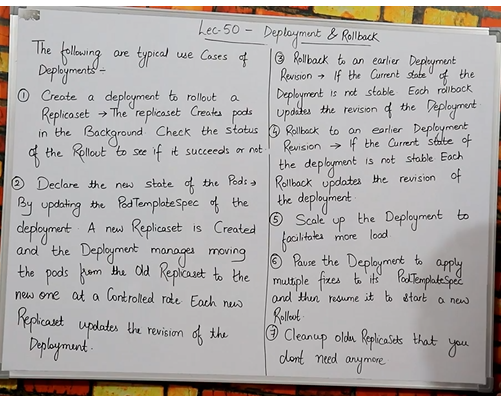 Lec-50 - Deployment & Rollback
The following are typical use Cases of
Deployments -
① Create a deployment to rollout a
Replicaset → The replicaset Creates pods
in the Background. Check the status
of the Rollout to see if it succeeds or not
② Declare the new state of the Pods →
By updating the PodTemplateSpec of the
deployment. A new Replicaset is Created
and the Deployment manages moving
the pods from the Old Replicaset to the
new one at a Controlled rate Each new
Replicaset updates the revision of the
Deployment.
③ Rollback to an earlier Deployment
Revision → If the Current state of the
Deployment is not stable Each rollback
updates the revision of the Deployment
④ Rollback to an earlier Deployment
Revision → If the Current state of
the deployment is not stable Each
Rollback updates the revision of
the deployment.
⑤ Scale up the Deployment to
facilitates more load.
⑥ Pause the Deployment to apply
multiple fixes to its PodTemplateSpec
and then resume it to start a new
Rollout.
⑦ Cleanup older ReplicaSets that you
dont need anymore